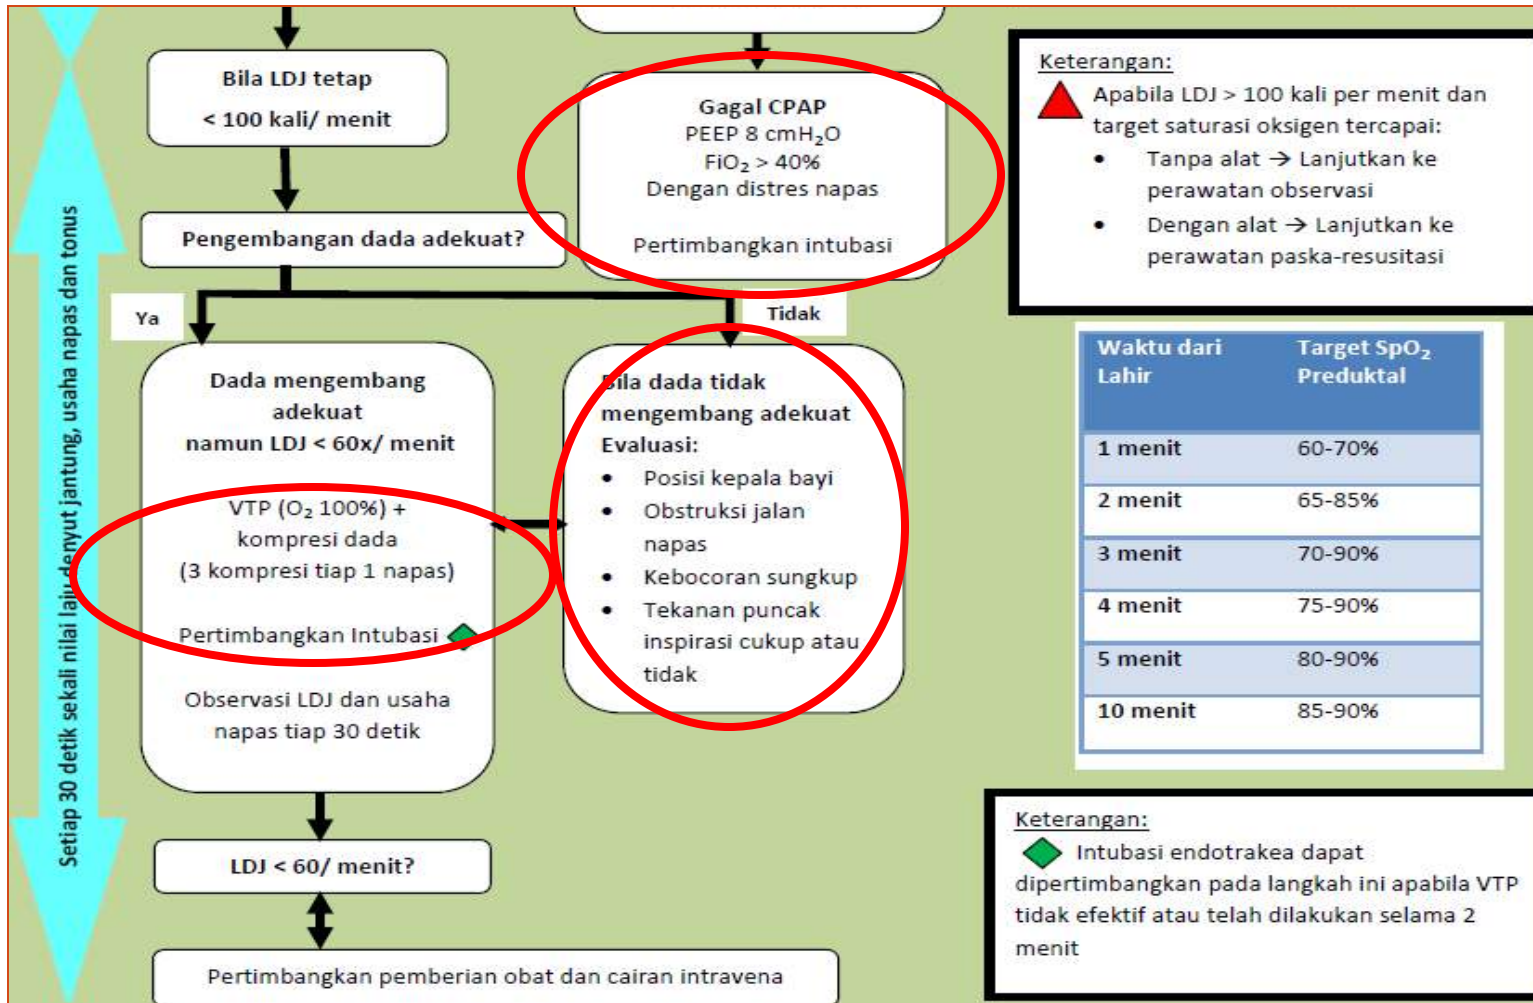 Setiap 30 detik sekali nilai laju denyut jantung, usaha napas dan tonus
Bila LDJ tetap
< 100 kali/ menit
Pengembangan dada adekuat?
Gagal CPAP
PEEP 8 cmH₂O
FiO₂ > 40%
Dengan distres napas
Pertimbangkan intubasi
Ya
Tidak
Dada mengembang
adekuat
namun LDJ < 60x/ menit
VTP (O₂ 100%) +
kompresi dada
(3 kompresi tiap 1 napas)
Pertimbangkan Intubasi
Observasi LDJ dan usaha
napas tiap 30 detik
Bila dada tidak
mengembang adekuat
Evaluasi:
• Posisi kepala bayi
• Obstruksi jalan
napas
• Kebocoran sungkup
• Tekanan puncak
inspirasi cukup atau
tidak
LDJ < 60/ menit?
Pertimbangkan pemberian obat dan cairan intravena
Keterangan:
Apabila LDJ > 100 kali per menit dan
target saturasi oksigen tercapai:
• Tanpa alat → Lanjutkan ke
perawatan observasi
• Dengan alat → Lanjutkan ke
perawatan paska-resusitasi
Waktu dari Target SpO₂
Lahir Preduktal
1 menit 60-70%
2 menit 65-85%
3 menit 70-90%
4 menit 75-90%
5 menit 80-90%
10 menit 85-90%
Keterangan:
Intubasi endotrakea dapat
dipertimbangkan pada langkah ini apabila VTP
tidak efektif atau telah dilakukan selama 2
menit